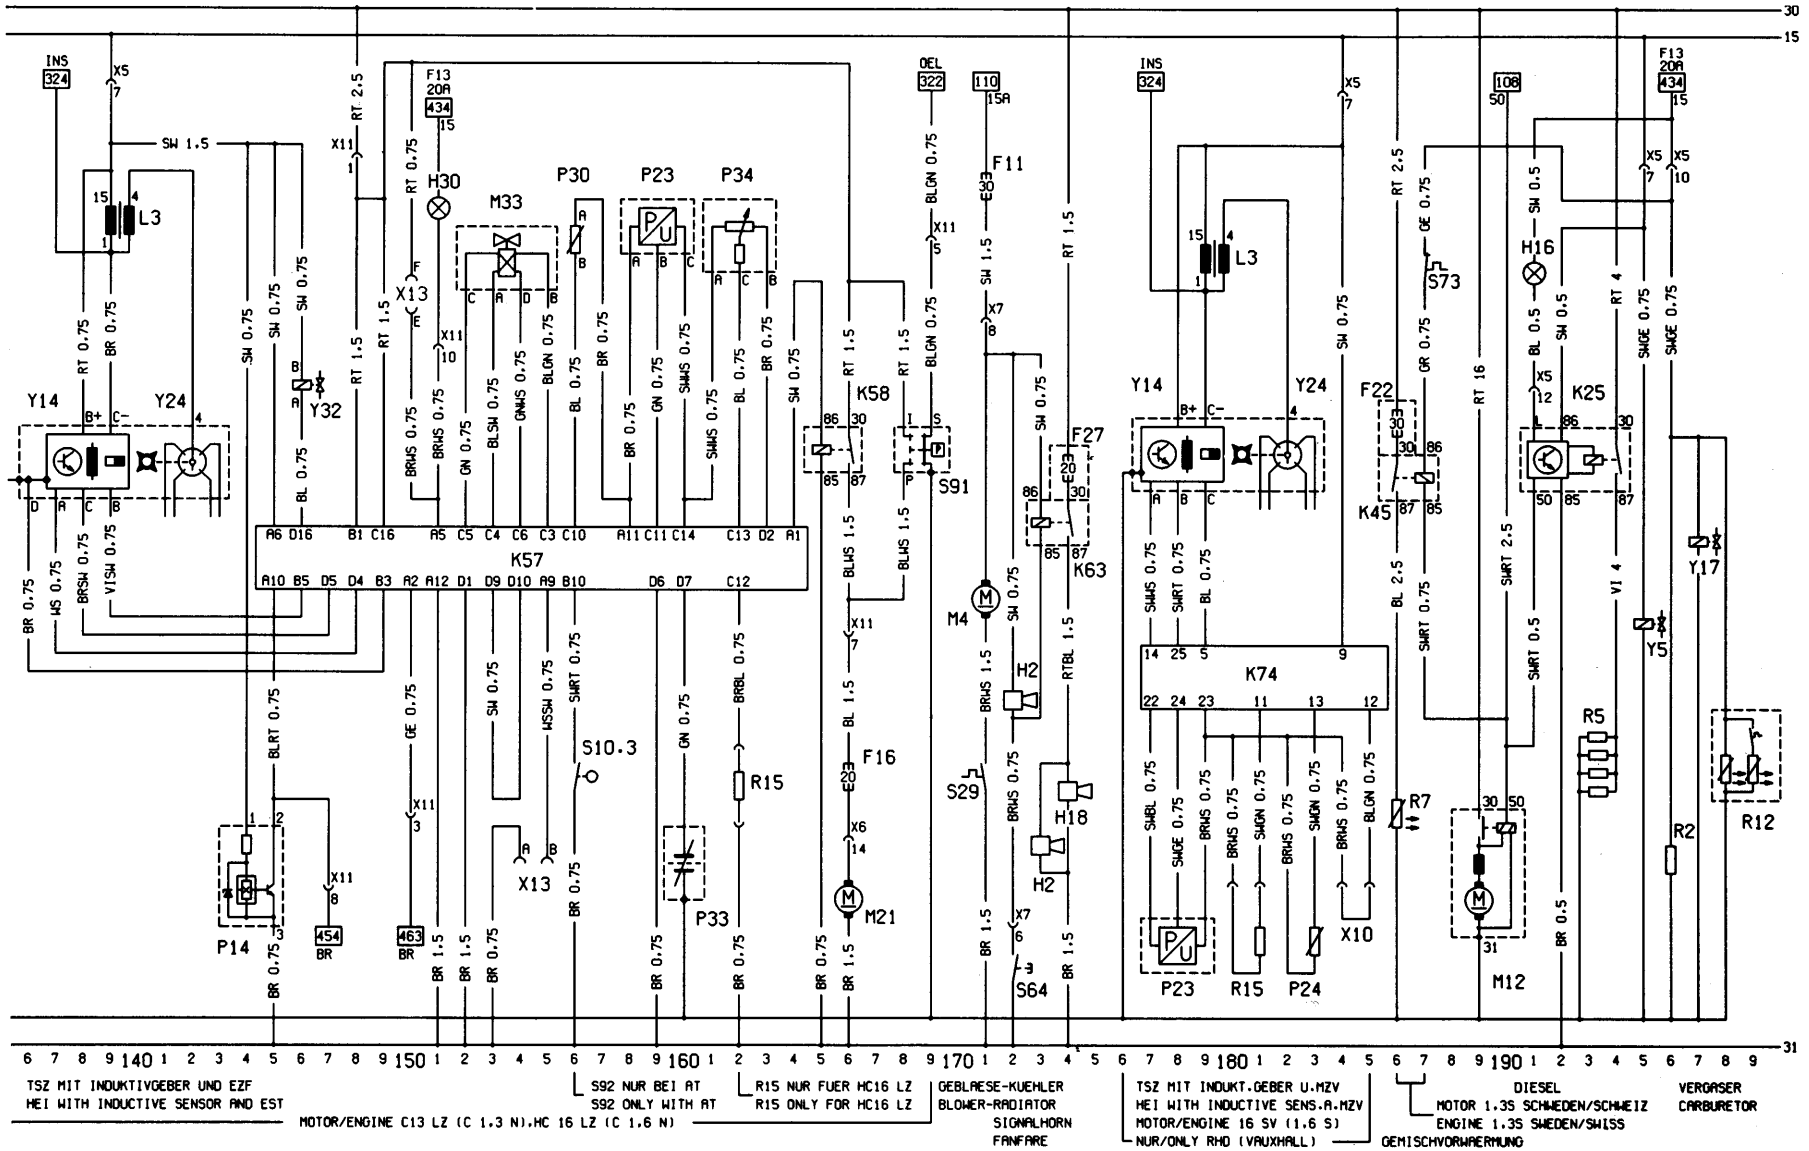 30
15
INS
324
X5
7
SW 1.5
15
4
L3
1
RT 0.75
BR 0.75
SW 0.75
SW 0.75
SW 0.75
B
A
Y32
BL 0.75
Y14
B+
C-
Y24
4
D
A
C
B
BR 0.75
WS 0.75
BRSW 0.75
VISW 0.75
RT 2.5
X11
1
RT 1.5
RT 1.5
RT 0.75
F
X13
E
BRWS 0.75
F13
20A
434
15
H30
X11
10
BRWS 0.75
M33
C
A
D
B
GN 0.75
BLSW 0.75
GNWS 0.75
BLGN 0.75
P30
A
B
BL 0.75
BR 0.75
P23
P
U
A
B
C
BR 0.75
GN 0.75
SWWS 0.75
P34
A
C
B
SWWS 0.75
BL 0.75
BR 0.75
SW 0.75
RT 1.5
86
30
K58
85
87
BLWS 1.5
RT 1.5
OEL
322
BLGN 0.75
X11
5
BLGN 0.75
I
S
P
P
S91
BLWS 1.5
A6 D16 B1 C16 A5 C5 C4 C6 C3 C10 A11 C11 C14 C13 D2 A1
K57
A10 B5 D5 D4 B3 A2 A12 D1 D9 D10 A9 B10 D6 D7 C12
BLRT 0.75
1
2
3
P14
BR 0.75
X11
8
454
BR
GE 0.75
X11
3
463
BR
BR 1.5
BR 1.5
SW 0.75
BR 0.75
A
B
X13
WSSW 0.75
SWRT 0.75
S10.3
BR 0.75
BR 0.75
GN 0.75
P33
BRBL 0.75
R15
BR 0.75
BR 0.75
X11
7
BL 1.5
F16
20
X6
14
M
M21
BR 1.5
110
15A
F11
30
SW 1.5
X7
8
M
M4
BRWS 1.5
S29
BR 1.5
SW 0.75
SW 0.75
H2
BRWS 0.75
X7
6
S64
RT 1.5
F27
20
86
30
85
87
K63
RTBL 1.5
H18
H2
BR 1.5
INS
324
X5
7
15
4
L3
1
Y14
B+
C-
Y24
4
A
B
C
SWWS 0.75
SWRT 0.75
BL 0.75
SW 0.75
14 25 5 9
K74
22 24 23 11 13 12
SWBL 0.75
SWGE 0.75
BRWS 0.75
BRWS 0.75
SWGN 0.75
BRWS 0.75
SWGN 0.75
BRWS 0.75
BLGN 0.75
P
U
P23
R15
P24
X10
RT 2.5
F22
30
30
86
K45
87
85
BL 2.5
R7
GE 0.75
S73
GR 0.75
SWRT 0.75
RT 16
108
50
SWRT 2.5
30
50
M
31
M12
SW 0.5
H16
BL 0.5
X5
12
SW 0.5
L
86
30
K25
50
85
87
SWRT 0.5
RT 4
VI 4
R5
BR 0.5
X5
7
SWGE 0.75
Y5
F13
20A
434
15
X5
10
SWGE 0.75
Y17
R2
R12
31
6 7 8 9 140 1 2 3 4 5 6 7 8 9 150 1 2 3 4 5 6 7 8 9 160 1 2 3 4 5 6 7 8 9 170 1 2 3 4 5 6 7 8 9 180 1 2 3 4 5 6 7 8 9 190 1 2 3 4 5 6 7 8 9
TSZ MIT INDUKTIVGEBER UND EZF
HEI WITH INDUCTIVE SENSOR AND EST
S92 NUR BEI AT
S92 ONLY WITH AT
R15 NUR FUER HC16 LZ
R15 ONLY FOR HC16 LZ
MOTOR/ENGINE C13 LZ (C 1.3 N).HC 16 LZ (C 1.6 N)
GEBLAESE-KUEHLER
BLOWER-RADIATOR
SIGNALHORN
FANFARE
TSZ MIT INDUKT.GEBER U.MZV
HEI WITH INDUCTIVE SENS.A.MZV
MOTOR/ENGINE 16 SV (1.6 S)
NUR/ONLY RHD (VAUXHALL)
DIESEL
MOTOR 1.3S SCHWEDEN/SCHWEIZ
ENGINE 1.3S SWEDEN/SWISS
GEMISCHVORWAERMUNG
VERGASER
CARBURETOR